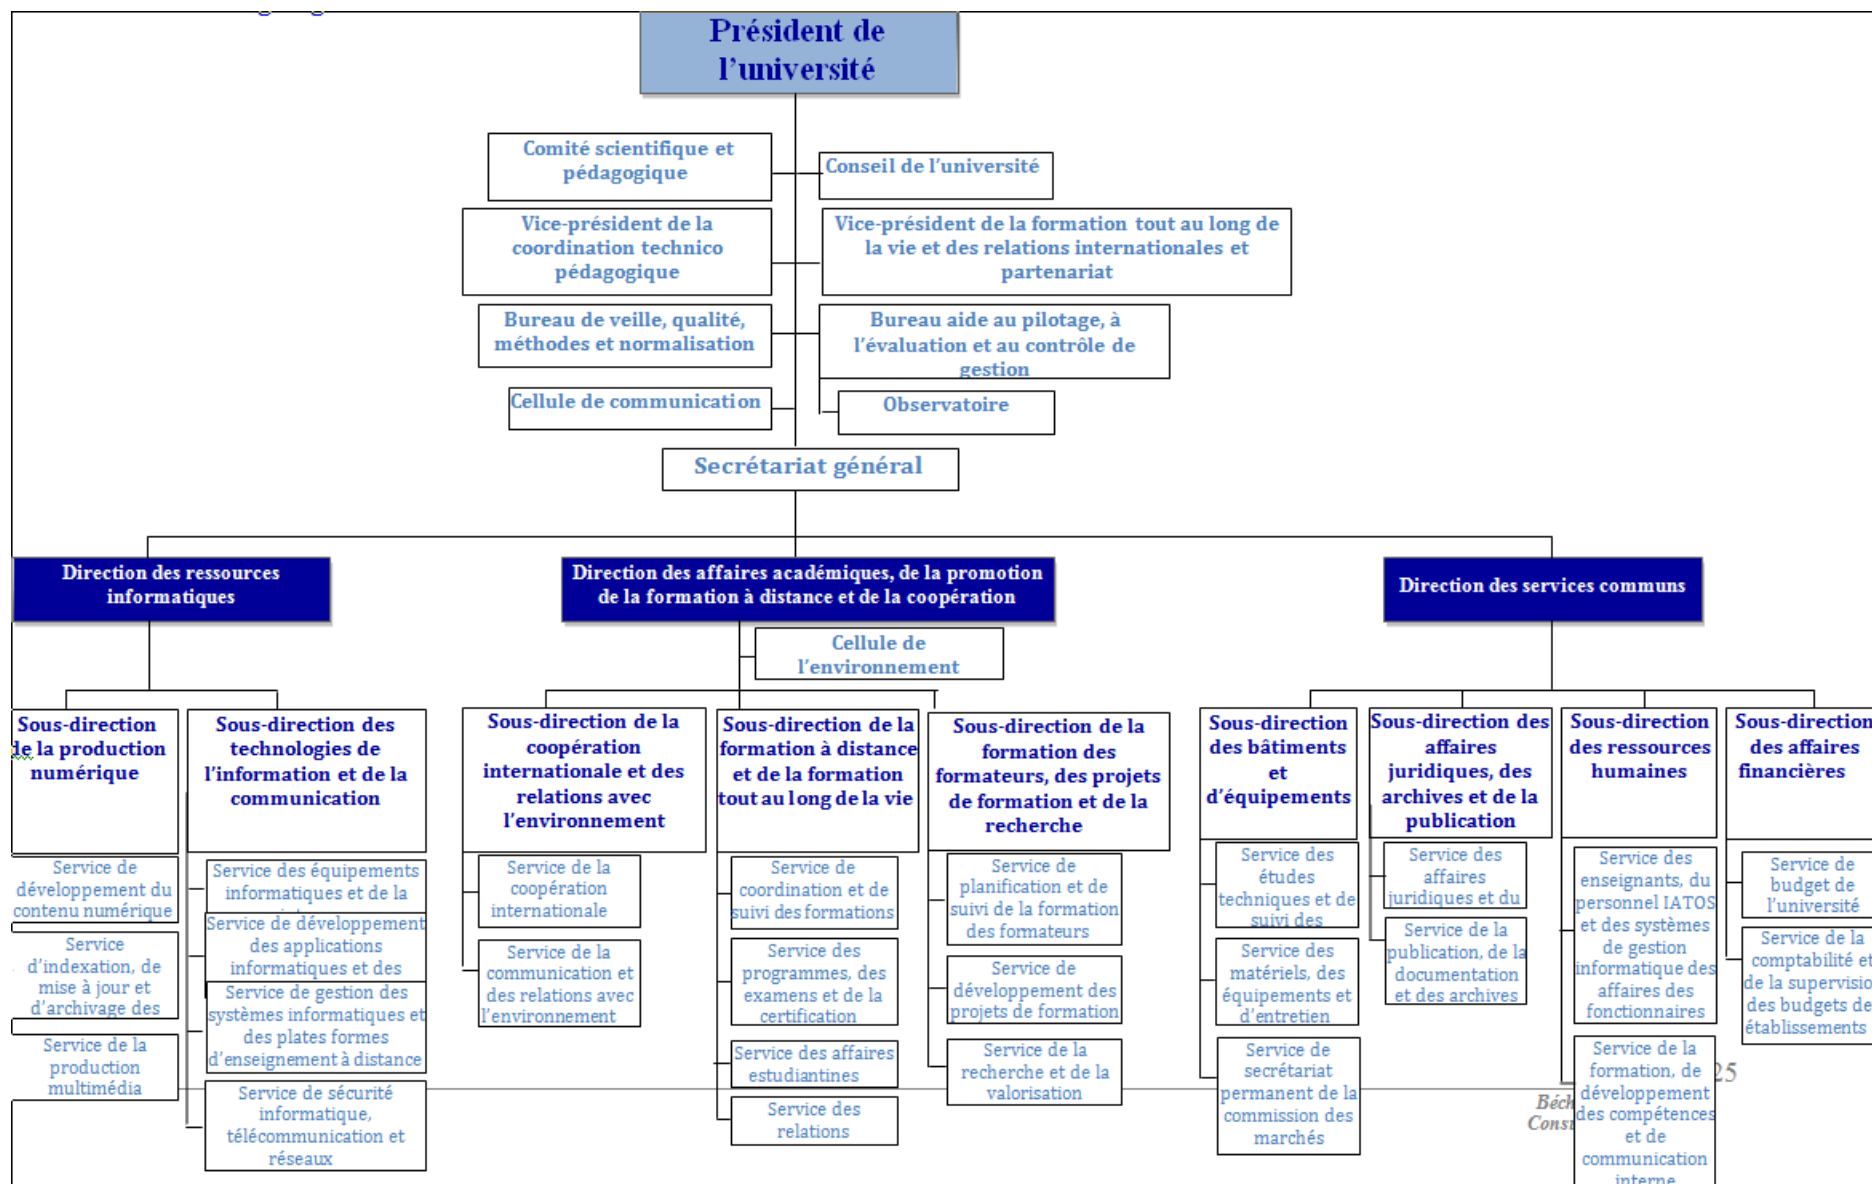 Président de
l'université
Comité scientifique et
pédagogique
Conseil de l'université
Vice-président de la
coordination technico
pédagogique
Vice-président de la formation tout au long de
la vie et des relations internationales et
partenariat
Bureau de veille, qualité,
méthodes et normalisation
Bureau aide au pilotage, à
l'évaluation et au contrôle de
gestion
Cellule de communication
Observatoire
Secrétariat général
Direction des ressources
informatiques
Direction des affaires académiques, de la promotion
de la formation à distance et de la coopération
Direction des services communs
Cellule de
l'environnement
Sous-direction
de la production
numérique
Sous-direction des
technologies de
l'information et de la
communication
Sous-direction de la
coopération
internationale et des
relations avec
l'environnement
Sous-direction de la
formation à distance
et de la formation
tout au long de la vie
Sous-direction de la
formation des
formateurs, des projets
de formation et de la
recherche
Sous-direction
des bâtiments
et
d'équipements
Sous-direction des
affaires
juridiques, des
archives et de la
publication
Sous-direction
des ressources
humaines
Sous-direction
des affaires
financières
Service de
développement du
contenu numérique
Service
d'indexation, de
mise à jour et
d'archivage des
Service de la
production
multimédia
Service des équipements
informatiques et de la
Service de développement
des applications
informatiques et des
Service de gestion des
systèmes informatiques et
des plates formes
d'enseignement à distance
Service de sécurité
informatique,
télécommunication et
réseaux
Service de la
coopération
internationale
Service de la
communication et
des relations avec
l'environnement
Service de
coordination et de
suivi des formations
Service des
programmes, des
examens et de la
certification
Service des affaires
estudiantines
Service des
relations
Service de
planification et de
suivi de la formation
des formateurs
Service de
développement des
projets de formation
Service de la
recherche et de la
valorisation
Service des
études
techniques et de
suivi des
Service des
matériels, des
équipements et
d'entretien
Service de
secrétariat
permanent de la
commission des
marchés
Service des
affaires
juridiques et du
Service de la
publication, de la
documentation
et des archives
Service des
enseignants, du
personnel IATOS
et des systèmes
de gestion
informatique des
affaires des
fonctionnaires
Service de la
formation, de
développement
des compétences
et de
communication
interne
Service de
budget de
l'université
Service de la
comptabilité et
de la supervisio
des budgets de
établissements
25
Béch
Cons